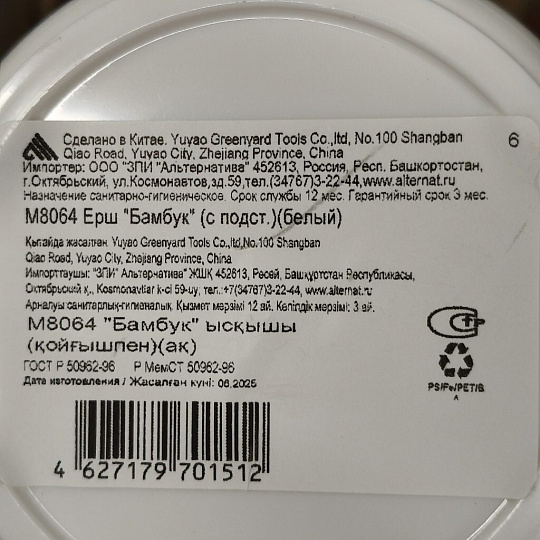 Сделано в Китае. Yuyao Greenyard Tools Co.,ltd, No.100 Shangban
6
Qiao Road, Yuyao City, Zhejiang Province, China
Импортер: ООО "ЗПИ "Альтернатива" 452613, Россия, Респ. Башкортостан,
г.Октябрьский, ул.Космонавтов,зд.59,тел.(34767)3-22-44,www.alternat.ru
Назначение санитарно-гигиеническое. Срок службы 12 мес. Гарантийный срок 3 мес.
М8064 Ерш "Бамбук" (с подст.)(белый)
Қытайда жасалған. Yuyao Greenyard Tools Co.,ltd,No.100 Shangban
Qiao Road, Yuyao City, Zhejiang Province, China
Импорттаушы: "ЗПИ" Альтернатива" ЖШҚ 452613, Ресей, Башқұртстан Республикасы,
Октябрьский қ., Kosmonavtlar k-ci 59-uy, тел.:+7(34767)3-22-44, www.alternat.ru
Арналуы санитарлық-гигиеналық. Қызмет мерзімі 12 ай. Кепілдік мерзімі: 3 ай.
М8064 "Бамбук" ысқышы
(қойғышпен)(ақ)
ГОСТ Р 50962-96 Р МемСТ 50962-96
Дата изготовления / Жасалған күні: 06.2025
PS/Fe/PET/B
A
4 627179 701512